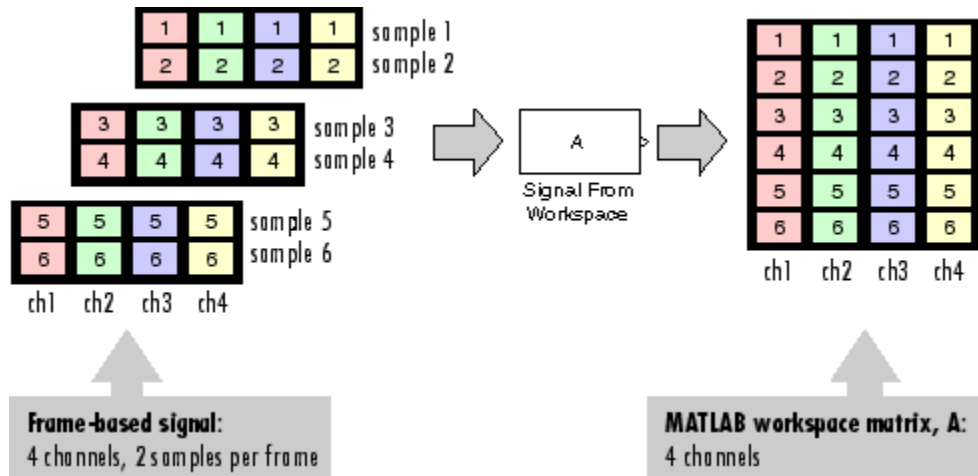 1 1 1 1 sample 1
2 2 2 2 sample 2
3 3 3 3 sample 3
4 4 4 4 sample 4
5 5 5 5 sample 5
6 6 6 6 sample 6
ch1 ch2 ch3 ch4
Frame-based signal:
4 channels, 2 samples per frame
A
Signal From
Workspace
1 1 1 1
2 2 2 2
3 3 3 3
4 4 4 4
5 5 5 5
6 6 6 6
ch1 ch2 ch3 ch4
MATLAB workspace matrix, A:
4 channels